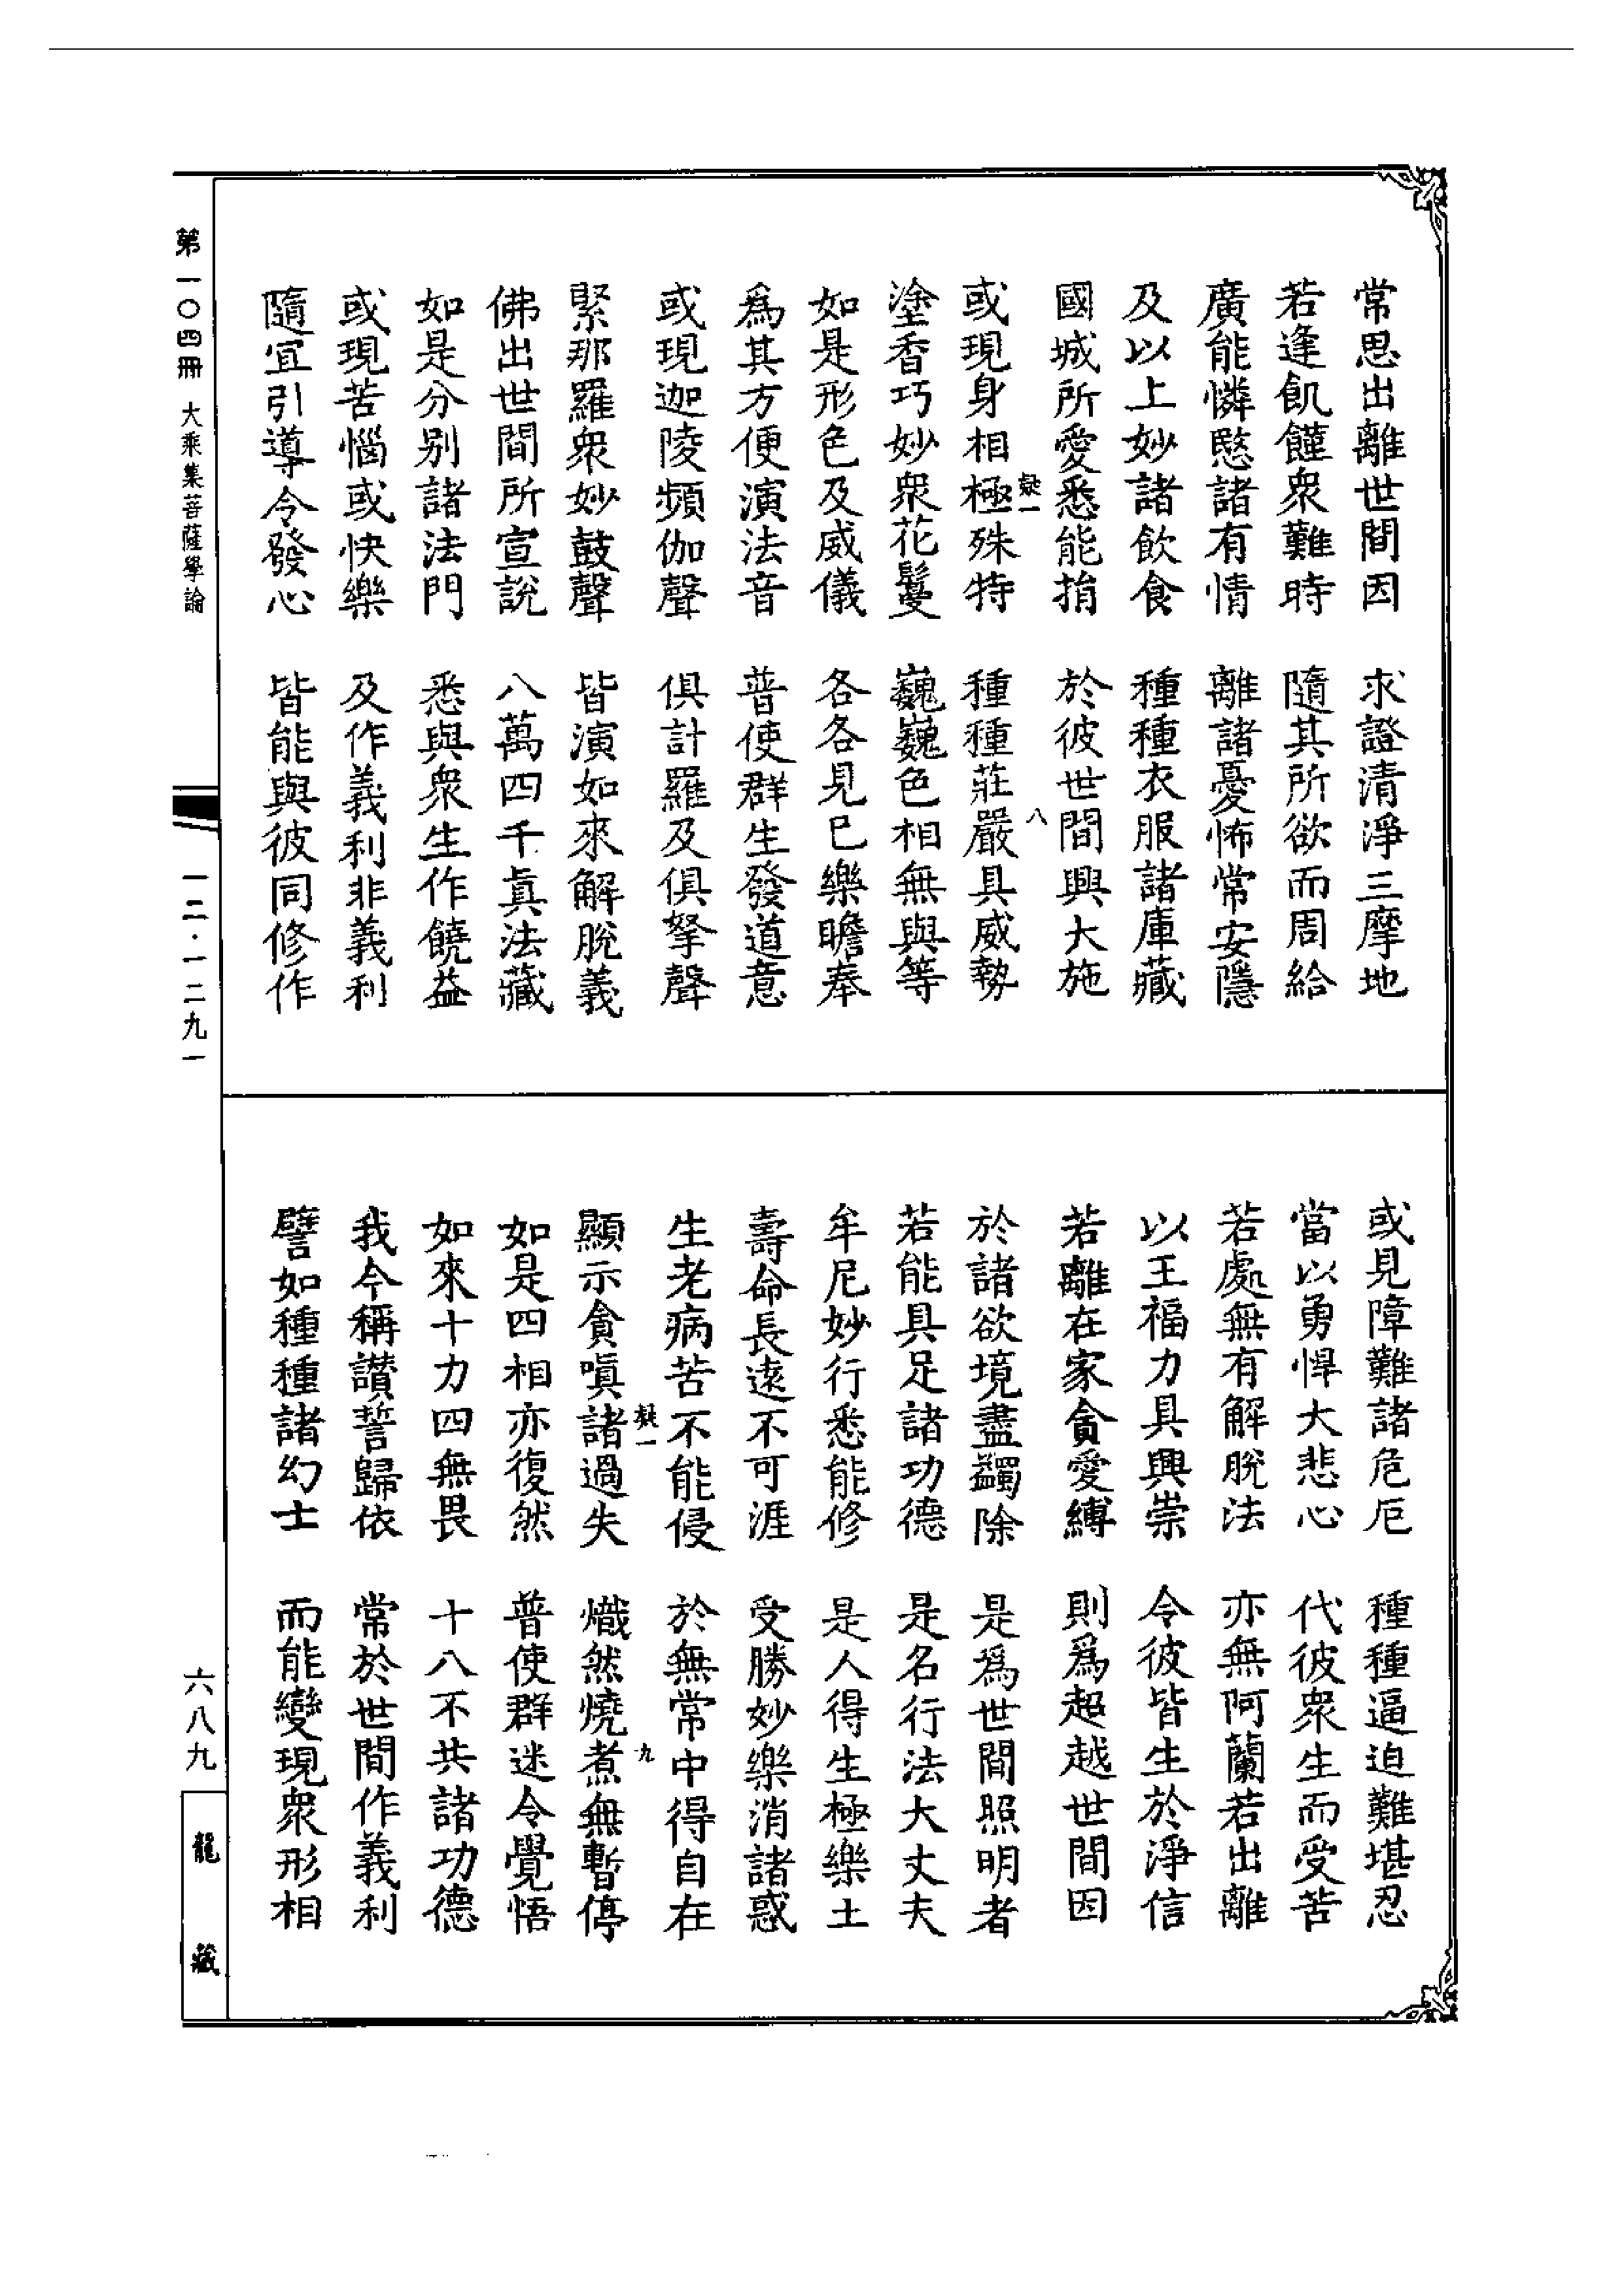 常思出離世間因　求證清淨三摩地
若逢飢饉衆難時　隨其所欲而周給
廣能憐愍諸有情　離諸憂怖常安隱
及以上妙諸飲食　種種衣服諸庫藏
國城所愛悉能捐　於彼世間興大施
疑一　八
或現身相極殊特　種種莊嚴具威勢
塗香巧妙衆花鬘　巍巍色相無與等
如是形色及威儀　各各見已樂瞻奉
爲其方便演法音　普使群生發道意
或現迦陵頻伽聲　俱計羅及俱拏聲
緊那羅衆妙鼓聲　皆演如來解脫義
佛出世間所宣說　八萬四千眞法藏
如是分別諸法門　悉與衆生作饒益
或現苦惱或快樂　及作義利非義利
隨宜引導令發心　皆能與彼同修作
或見障難諸危厄　種種逼迫難堪忍
當以勇悍大悲心　代彼衆生而受苦
若處無有解脫法　亦無阿蘭若出離
以王福力具興崇　令彼皆生於淨信
若離在家貪愛縛　則爲超越世間因
於諸欲境盡蠲除　是爲世間照明者
若能具足諸功德　是名行法大丈夫
牟尼妙行悉能修　是人得生極樂土
壽命長遠不可涯　受勝妙樂消諸惑
生老病苦不能侵　於無常中得自在
疑一　九
顯示貪嗔諸過失　熾然燒煮無暫停
如是四相亦復然　普使群迷令覺悟
如來十力四無畏　十八不共諸功德
我今稱讚誓歸依　常於世間作義利
譬如種種諸幻士　而能變現衆形相
第一〇四冊　大乘集菩薩學論
一二·一二九一
六八九
龍藏